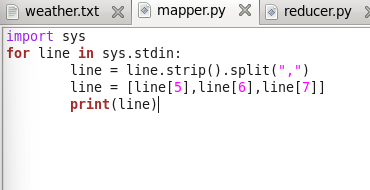 weather.txt mapper.py reducer.py
import sys
for line in sys.stdin:
        line = line.strip().split(",")
        line = [line[5],line[6],line[7]]
        print(line)